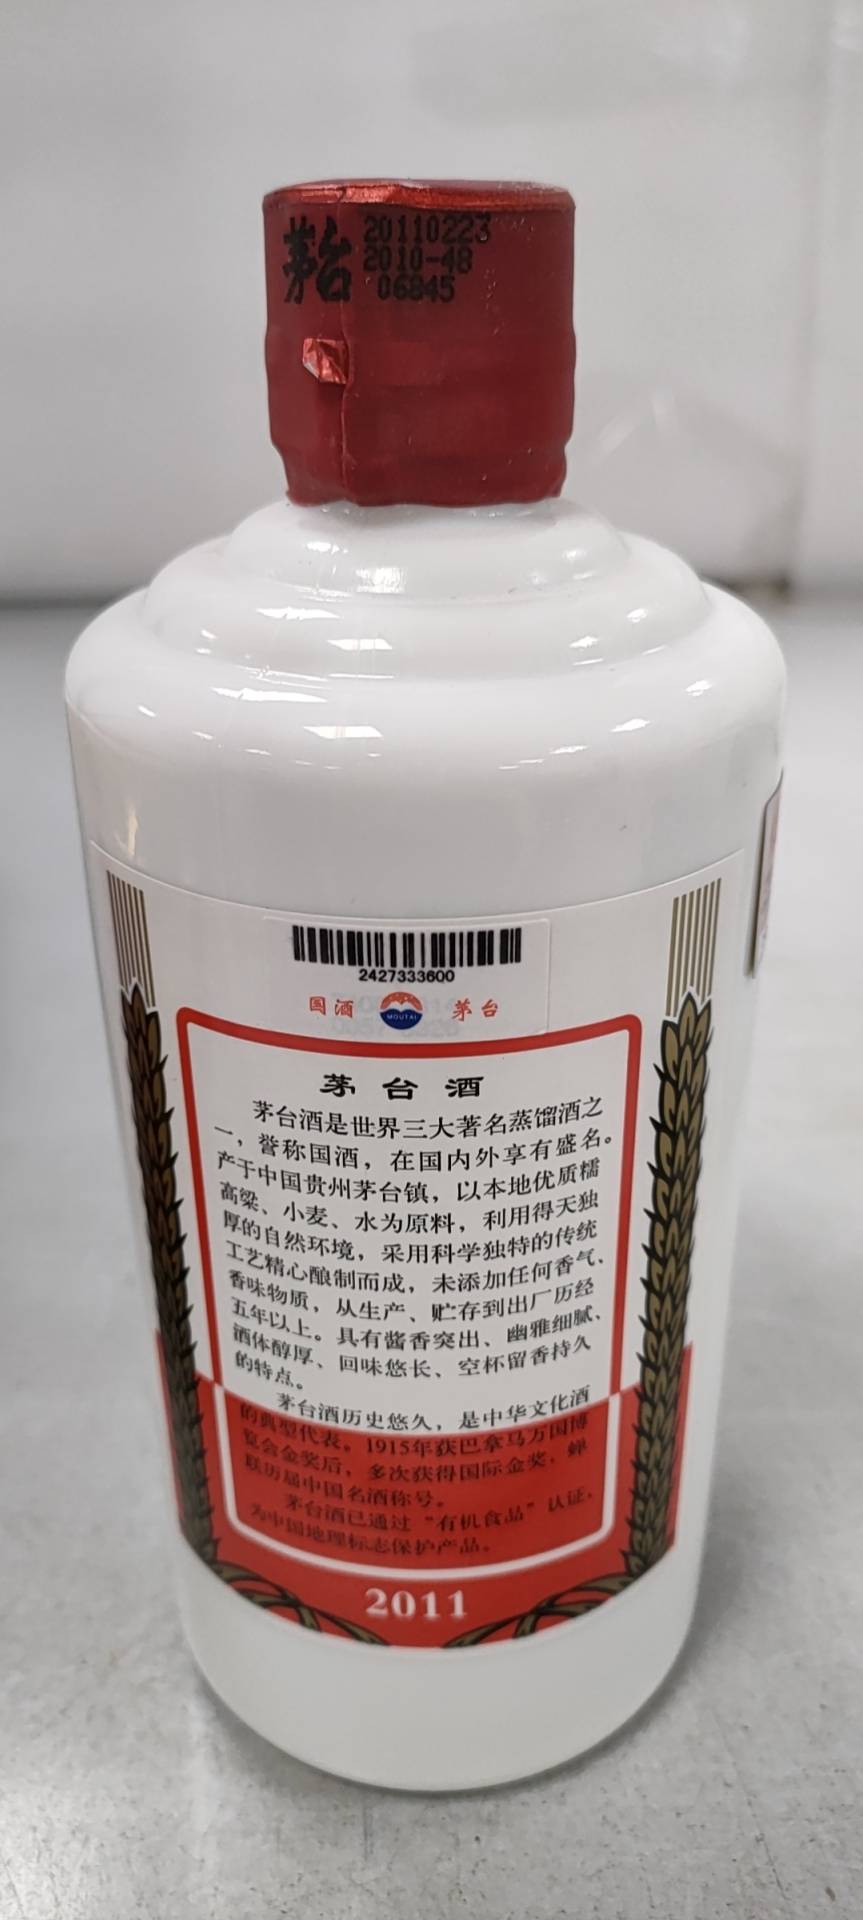 茅台
20110223
2010-48
06845
2427333600
国酒 MOUTAI 茅台
茅台酒
茅台酒是世界三大著名蒸馏酒之
一，誉称国酒，在国内外享有盛名。
产于中国贵州茅台镇，以本地优质糯
高粱、小麦、水为原料，利用得天独
厚的自然环境，采用科学独特的传统
工艺精心酿制而成，未添加任何香气、
香味物质，从生产、贮存到出厂历经
五年以上。具有酱香突出、幽雅细腻、
酒体醇厚、回味悠长、空杯留香持久
的特点。
茅台酒历史悠久，是中华文化酒
的典型代表。1915年获巴拿马万国博
览会金奖后，多次获得国际金奖，蝉
联历届中国名酒称号。
茅台酒已通过“有机食品”认证，
为中国地理标志保护产品。
2011